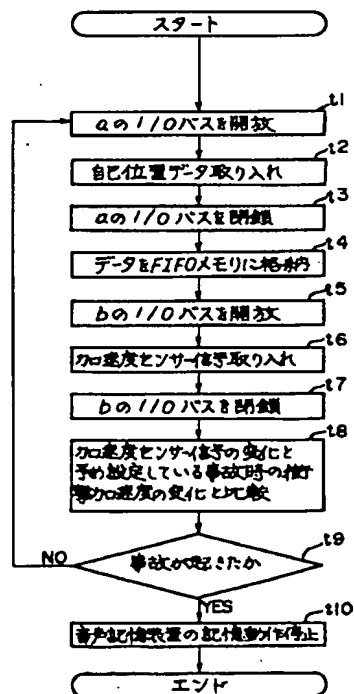 スタート
t1
aのI/Oバスを開放
t2
自己位置データ取り入れ
t3
aのI/Oバスを閉鎖
t4
データをFIFOメモリに格納
t5
bのI/Oバスを開放
t6
加速度センサー信号取り入れ
t7
bのI/Oバスを閉鎖
t8
加速度センサー信号の変化と
予め設定している事故時の衝
撃加速度の変化と比較
t9
事故が起きたか
NO
YES
t10
音声記憶装置の記憶動作停止
エンド